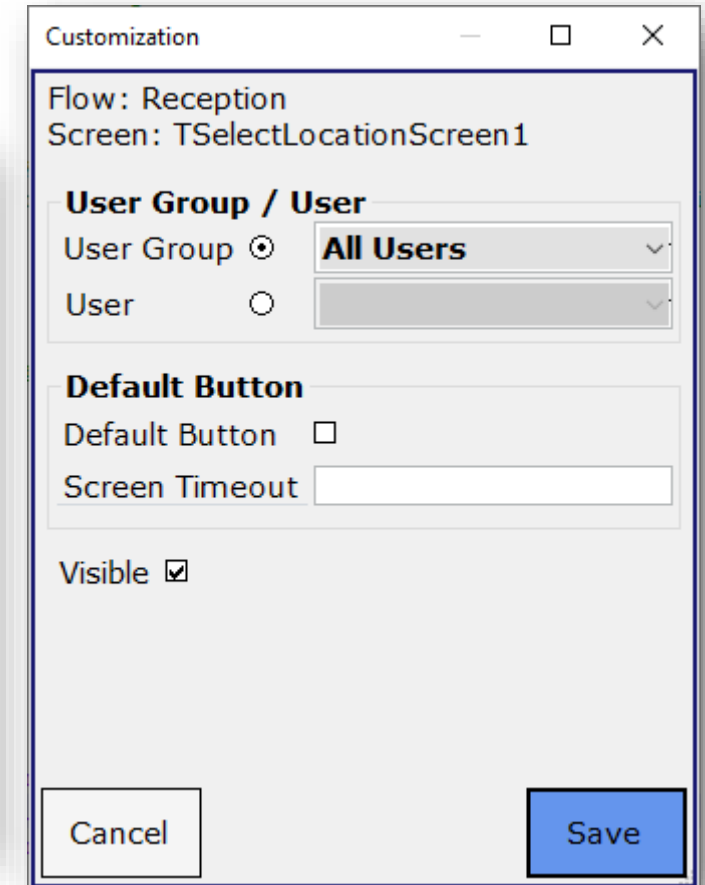 Customization
Flow: Reception
Screen: TSelectLocationScreen1
User Group / User
User Group All Users
User
Default Button
Default Button
Screen Timeout
Visible
Cancel Save